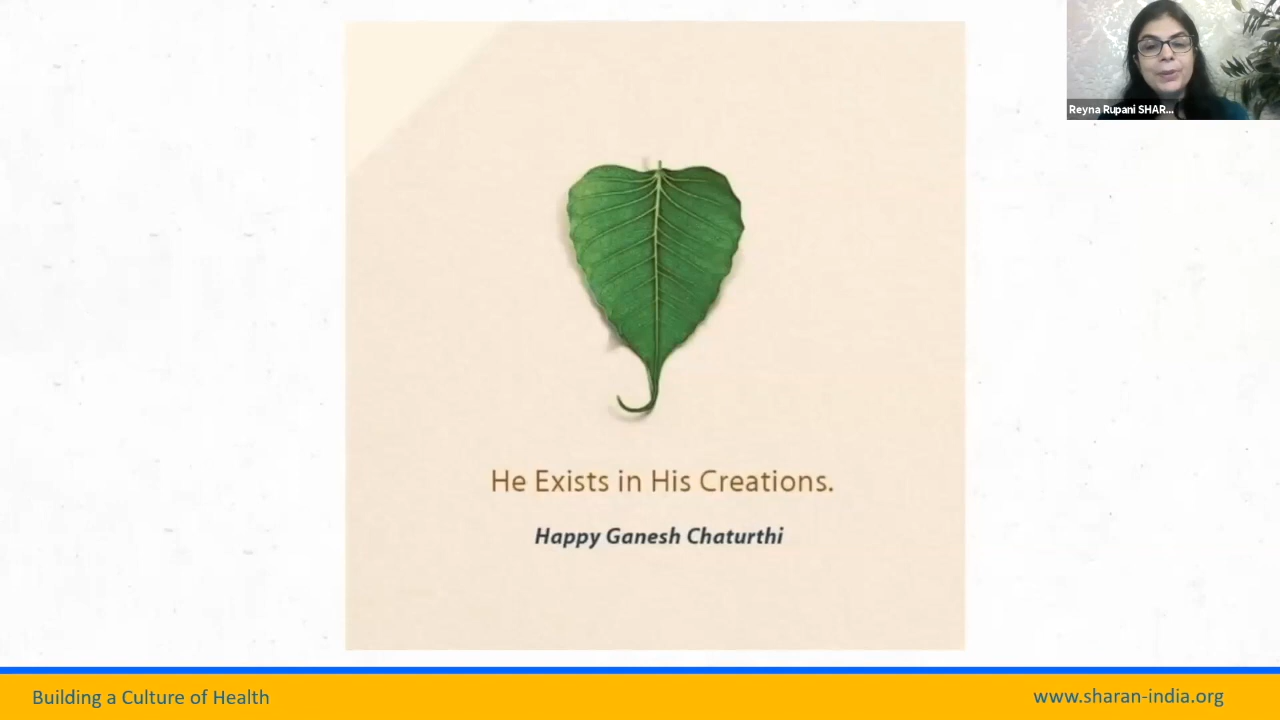 Reyna Rupani SHAR...
He Exists in His Creations.
Happy Ganesh Chaturthi
Building a Culture of Health
www.sharan-india.org